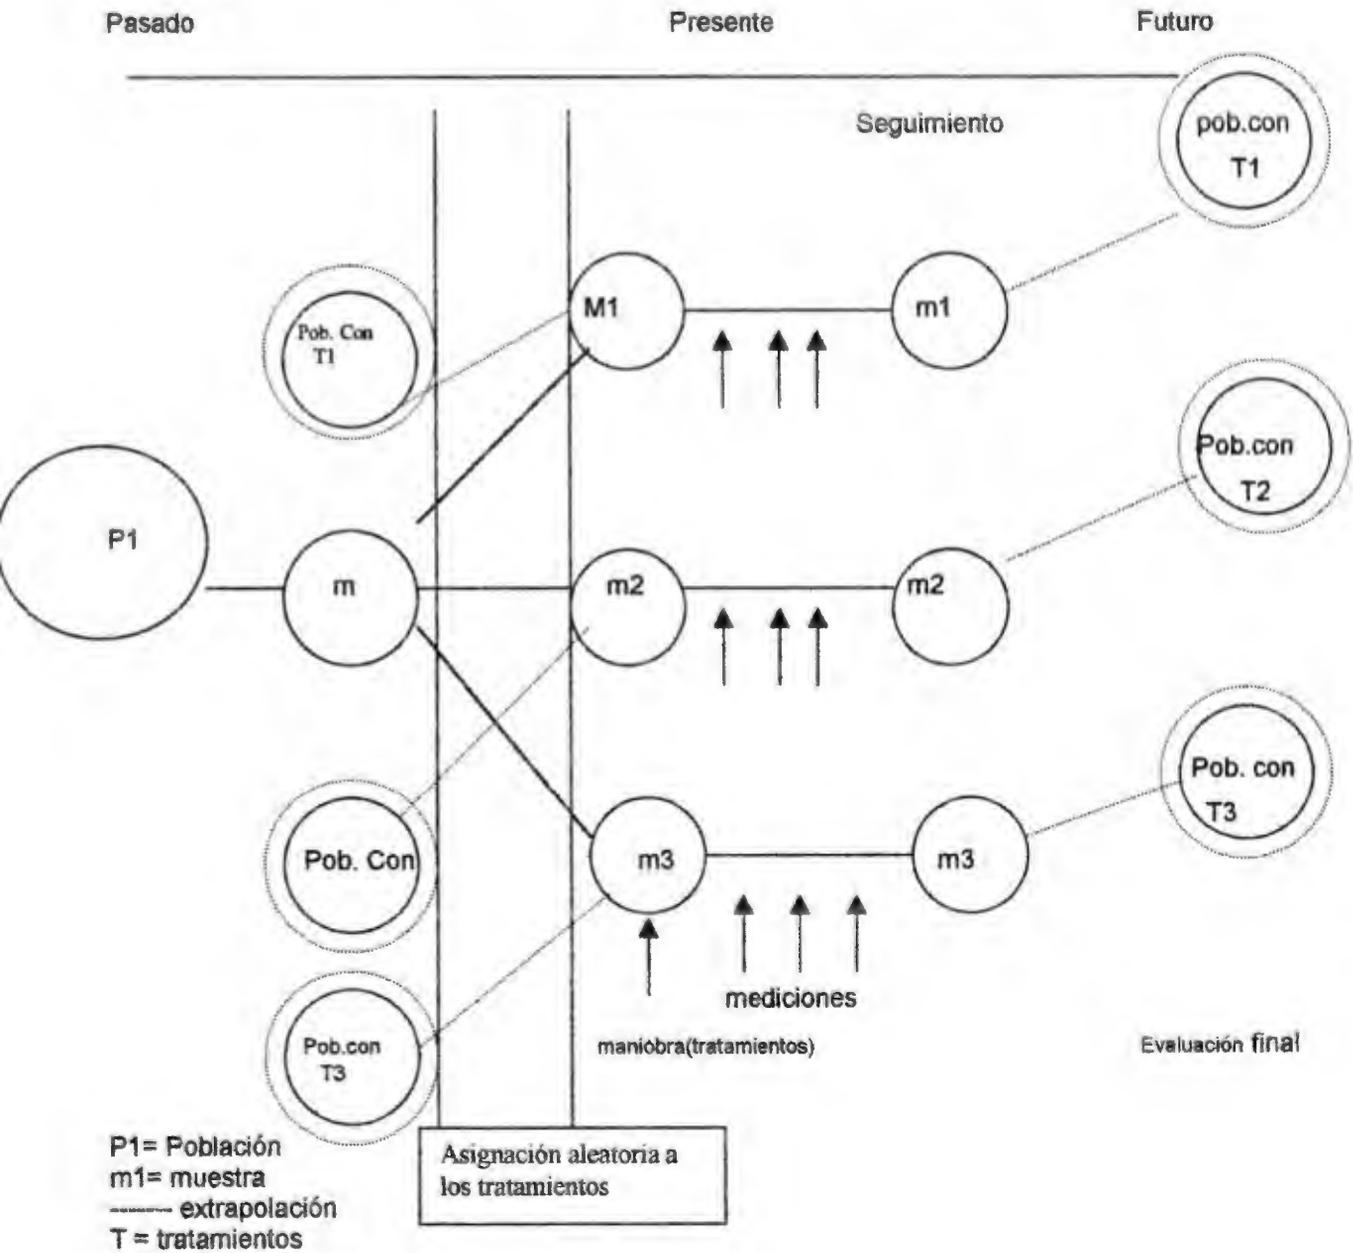 Pasado Presente Futuro
Seguimiento
pob.con
T1
M1
m1
Pob. Con
T1
Pob.con
T2
P1
m
m2
m2
Pob. con
T3
Pob. Con
m3
m3
mediciones
Pob.con
T3
maniobra(tratamientos)
Evaluación final
P1= Población
m1= muestra
-------- extrapolación
T = tratamientos
Asignación aleatoria a
los tratamientos